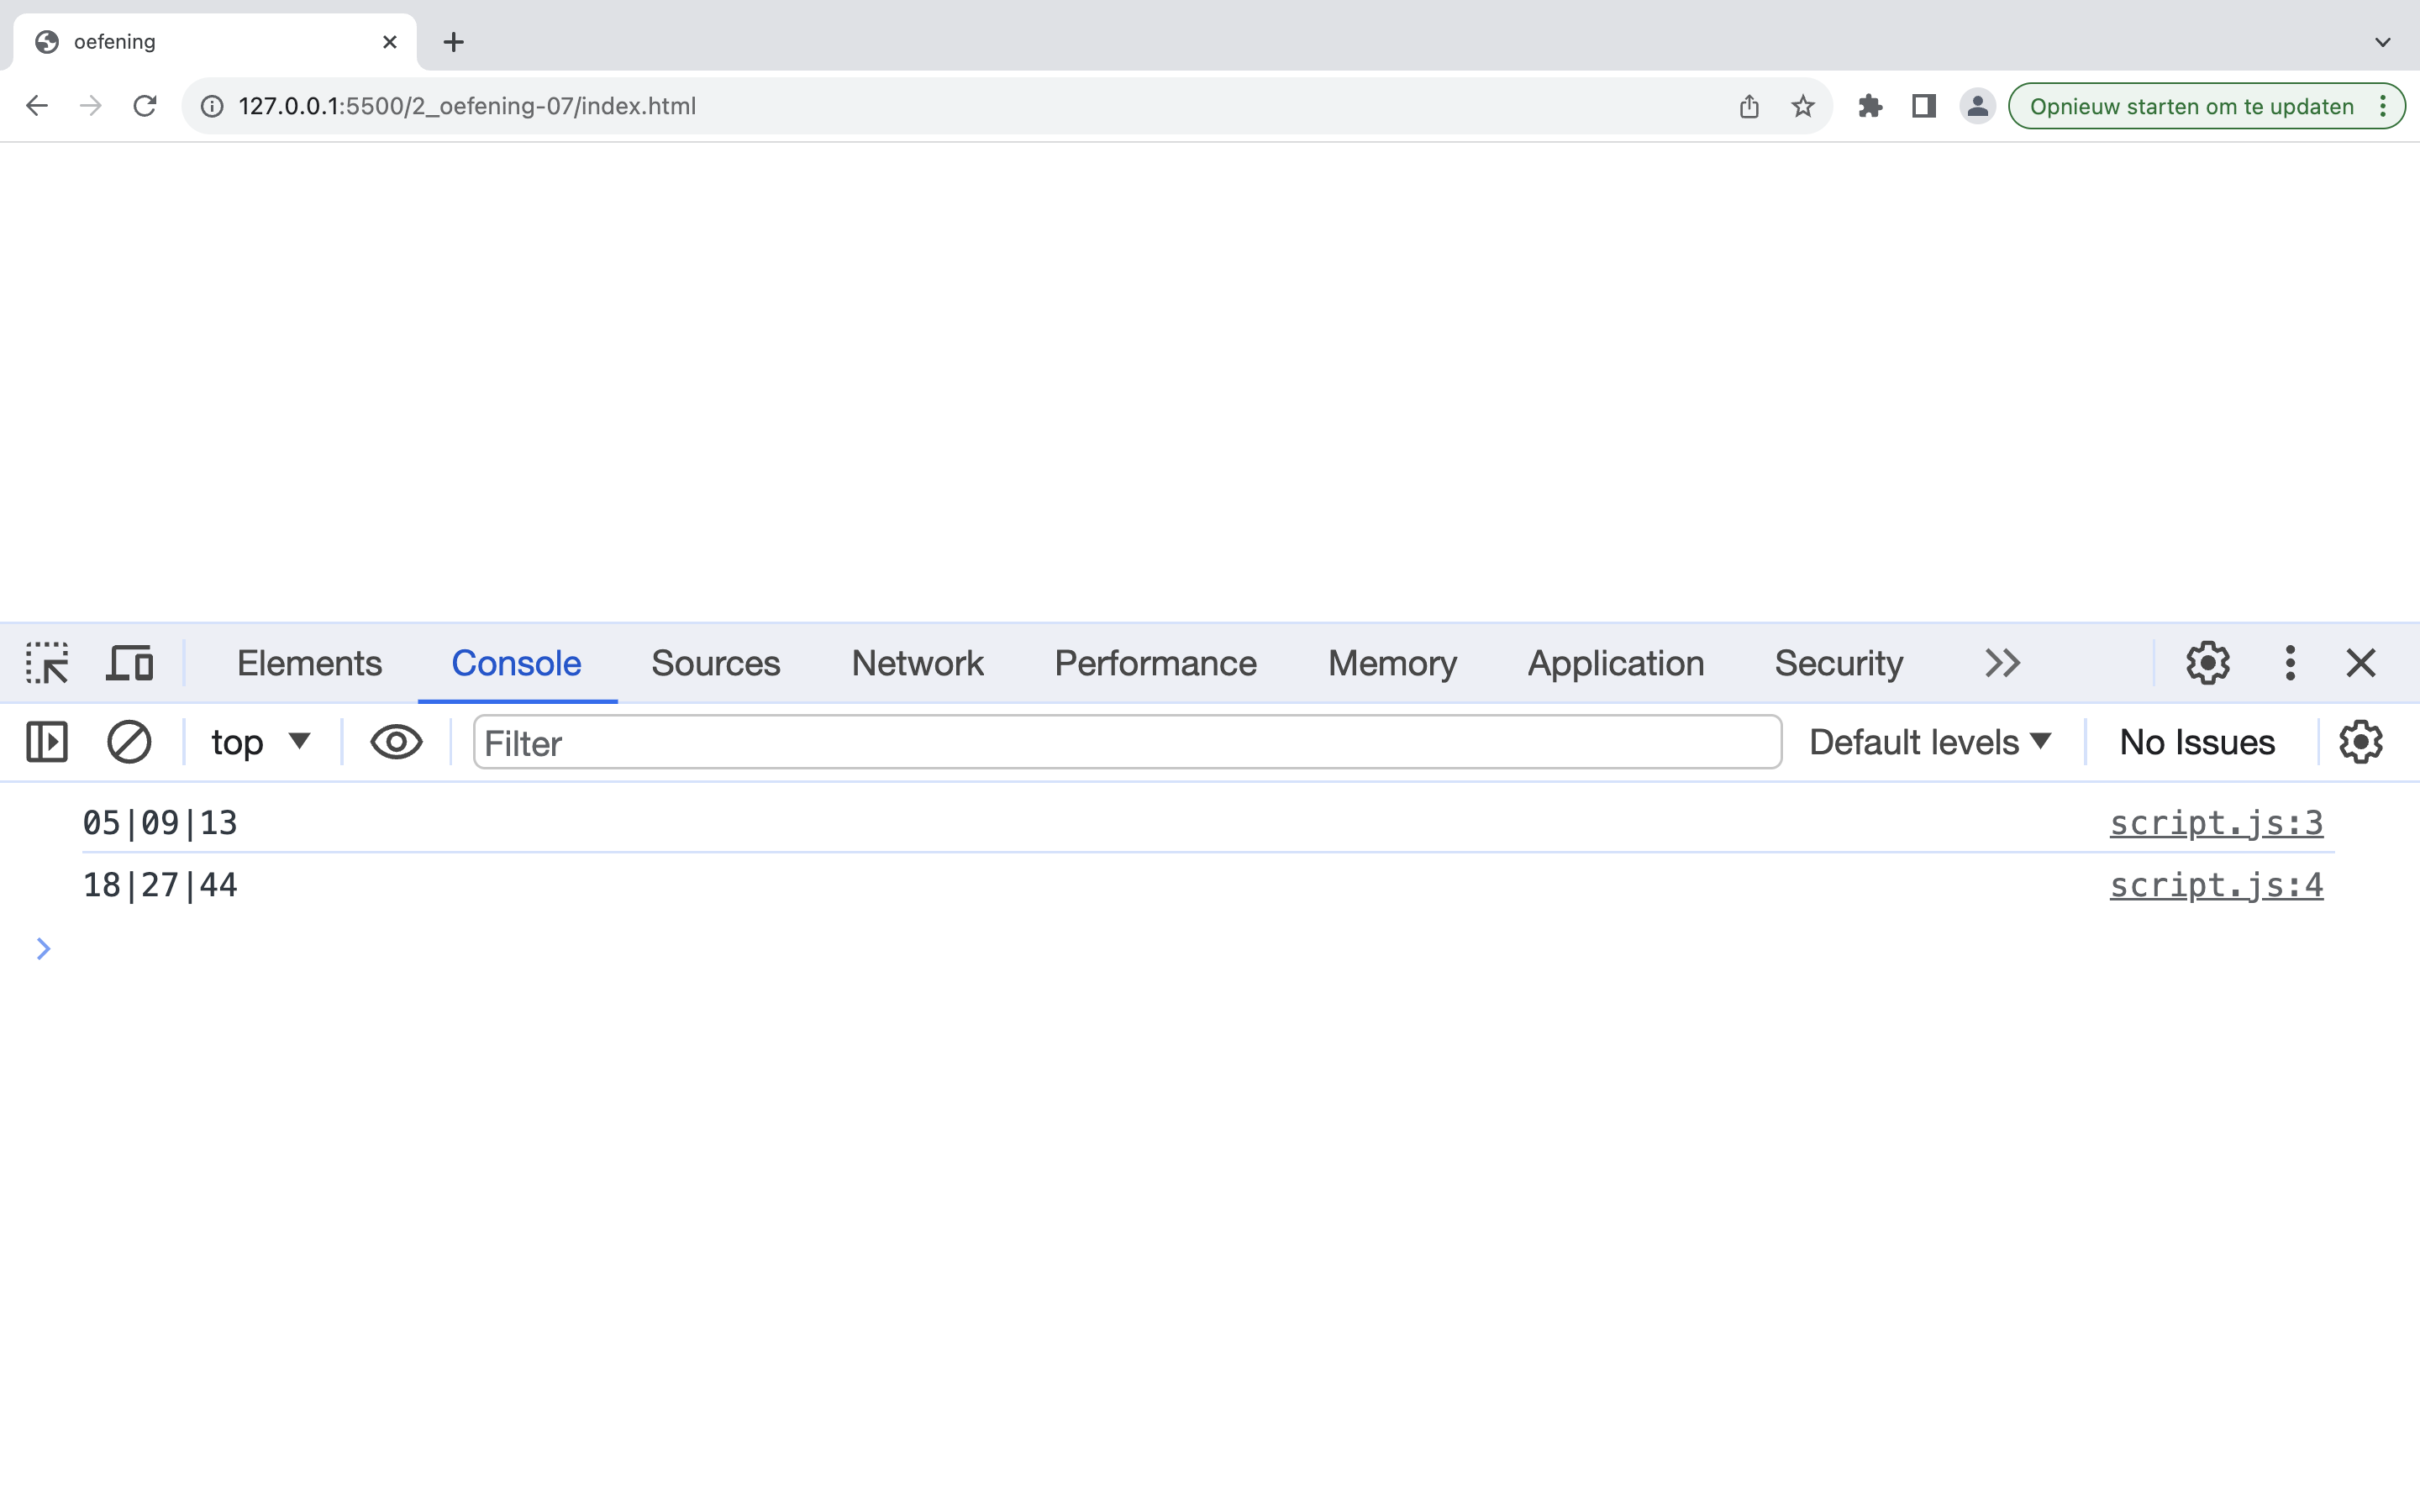 oefening
127.0.0.1:5500/2_oefening-07/index.html
Opnieuw starten om te updaten
Elements Console Sources Network Performance Memory Application Security
top Filter Default levels No Issues
05|09|13 script.js:3
18|27|44 script.js:4